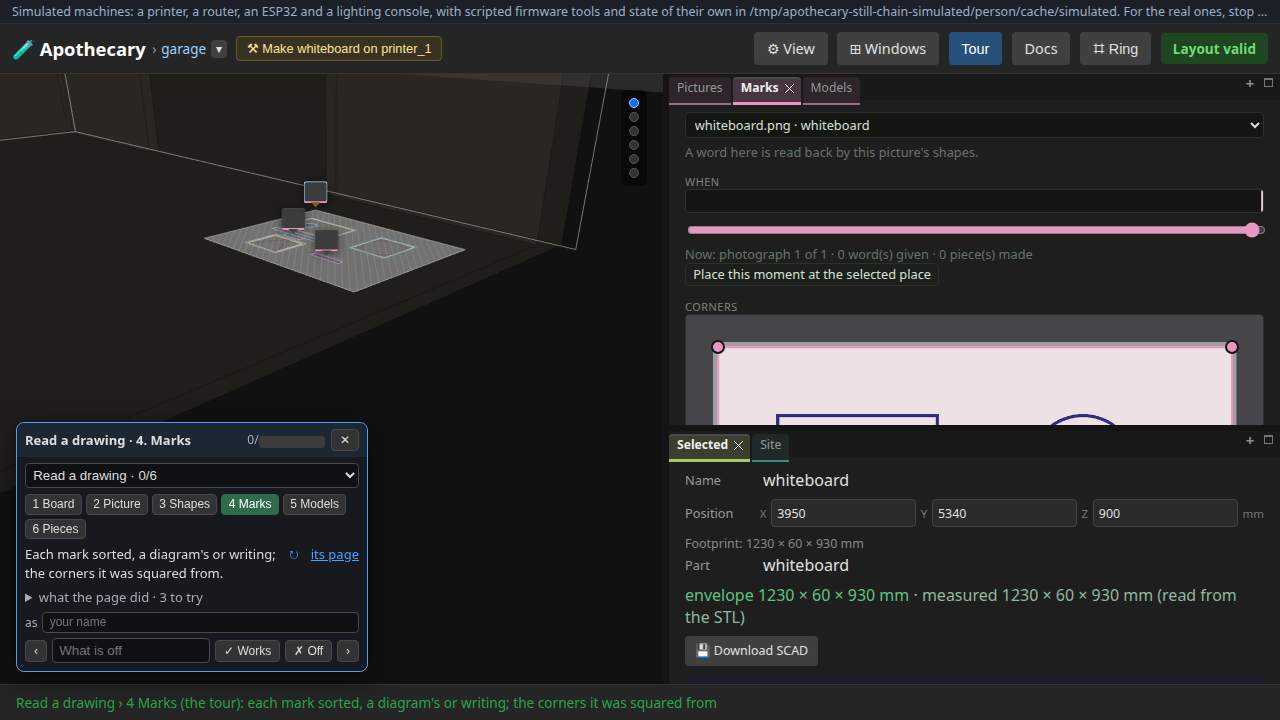 Simulated machines: a printer, a router, an ESP32 and a lighting console, with scripted firmware tools and state of their own in /tmp/apothecary-still-chain-simulated/person/cache/simulated. For the real ones, stop ...
Apothecary › garage ▾ ⚒ Make whiteboard on printer_1 ⚙ View ⊞ Windows Tour Docs ⌗ Ring Layout valid
Pictures Marks Models
whiteboard.png · whiteboard
A word here is read back by this picture's shapes.
WHEN
Now: photograph 1 of 1 · 0 word(s) given · 0 piece(s) made
Place this moment at the selected place
CORNERS
Selected Site
Name whiteboard
Position X 3950 Y 5340 Z 900 mm
Footprint: 1230 × 60 × 930 mm
Part whiteboard
envelope 1230 × 60 × 930 mm · measured 1230 × 60 × 930 mm (read from
the STL)
💾 Download SCAD
Read a drawing · 4. Marks 0/ ✕
Read a drawing · 0/6
1 Board 2 Picture 3 Shapes 4 Marks 5 Models
6 Pieces
Each mark sorted, a diagram's or writing; ↻ its page
the corners it was squared from.
▶ what the page did · 3 to try
as your name
‹ What is off ✓ Works ✗ Off ›
Read a drawing › 4 Marks (the tour): each mark sorted, a diagram's or writing; the corners it was squared from